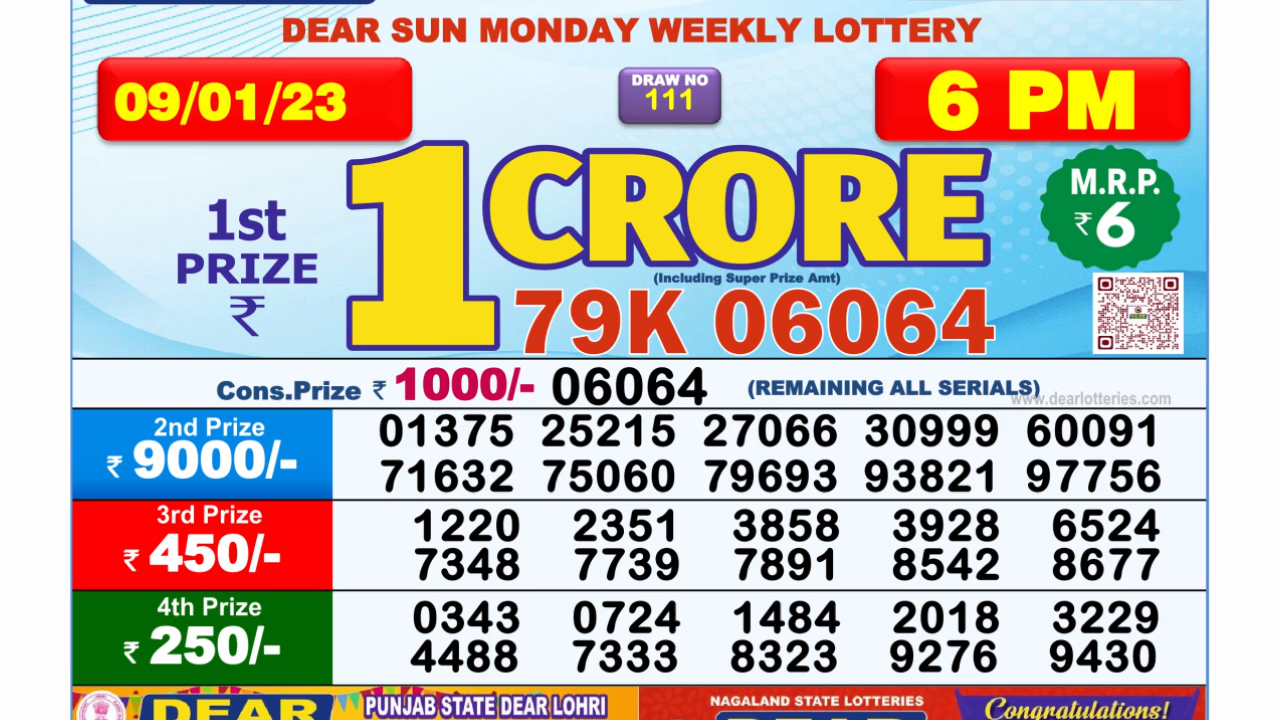 DEAR SUN MONDAY WEEKLY LOTTERY
09/01/23
DRAW NO
111
6 PM
1st
PRIZE
₹
1 CRORE
(Including Super Prize Amt)
79K 06064
M.R.P.
₹6
Cons.Prize ₹ 1000/- 06064 (REMAINING ALL SERIALS)
www.dearlotteries.com
2nd Prize
₹ 9000/-
01375 25215 27066 30999 60091
71632 75060 79693 93821 97756
3rd Prize
₹ 450/-
1220 2351 3858 3928 6524
7348 7739 7891 8542 8677
4th Prize
₹ 250/-
0343 0724 1484 2018 3229
4488 7333 8323 9276 9430
DEAR
PUNJAB STATE DEAR LOHRI
NAGALAND STATE LOTTERIES
DEAR
Congratulations!